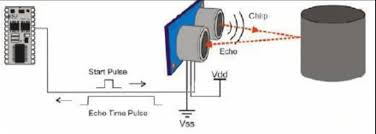 Chirp
Echo
Start Pulse
Vdd
Echo Time Pulse
Vss